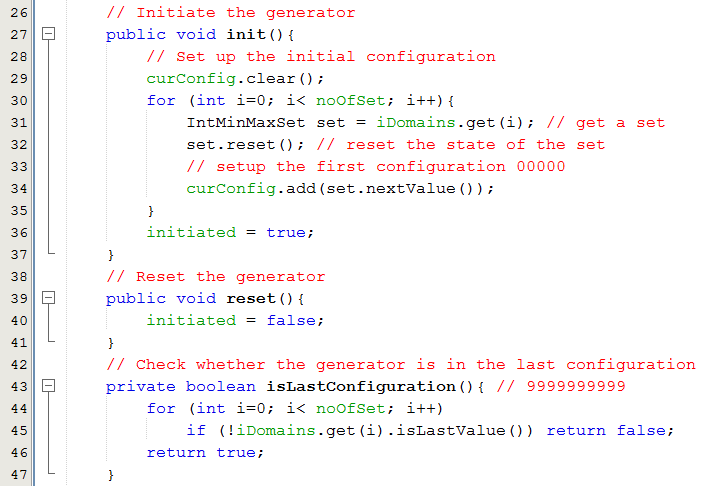 26 // Initiate the generator
27 public void init(){
28 // Set up the initial configuration
29 curConfig.clear();
30 for (int i=0; i< noOfSet; i++){
31 IntMinMaxSet set = iDomains.get(i); // get a set
32 set.reset(); // reset the state of the set
33 // setup the first configuration 00000
34 curConfig.add(set.nextValue());
35 }
36 initiated = true;
37 }
38 // Reset the generator
39 public void reset(){
40 initiated = false;
41 }
42 // Check whether the generator is in the last configuration
43 private boolean isLastConfiguration(){ // 9999999999
44 for (int i=0; i< noOfSet; i++)
45 if (!iDomains.get(i).isLastValue()) return false;
46 return true;
47 }